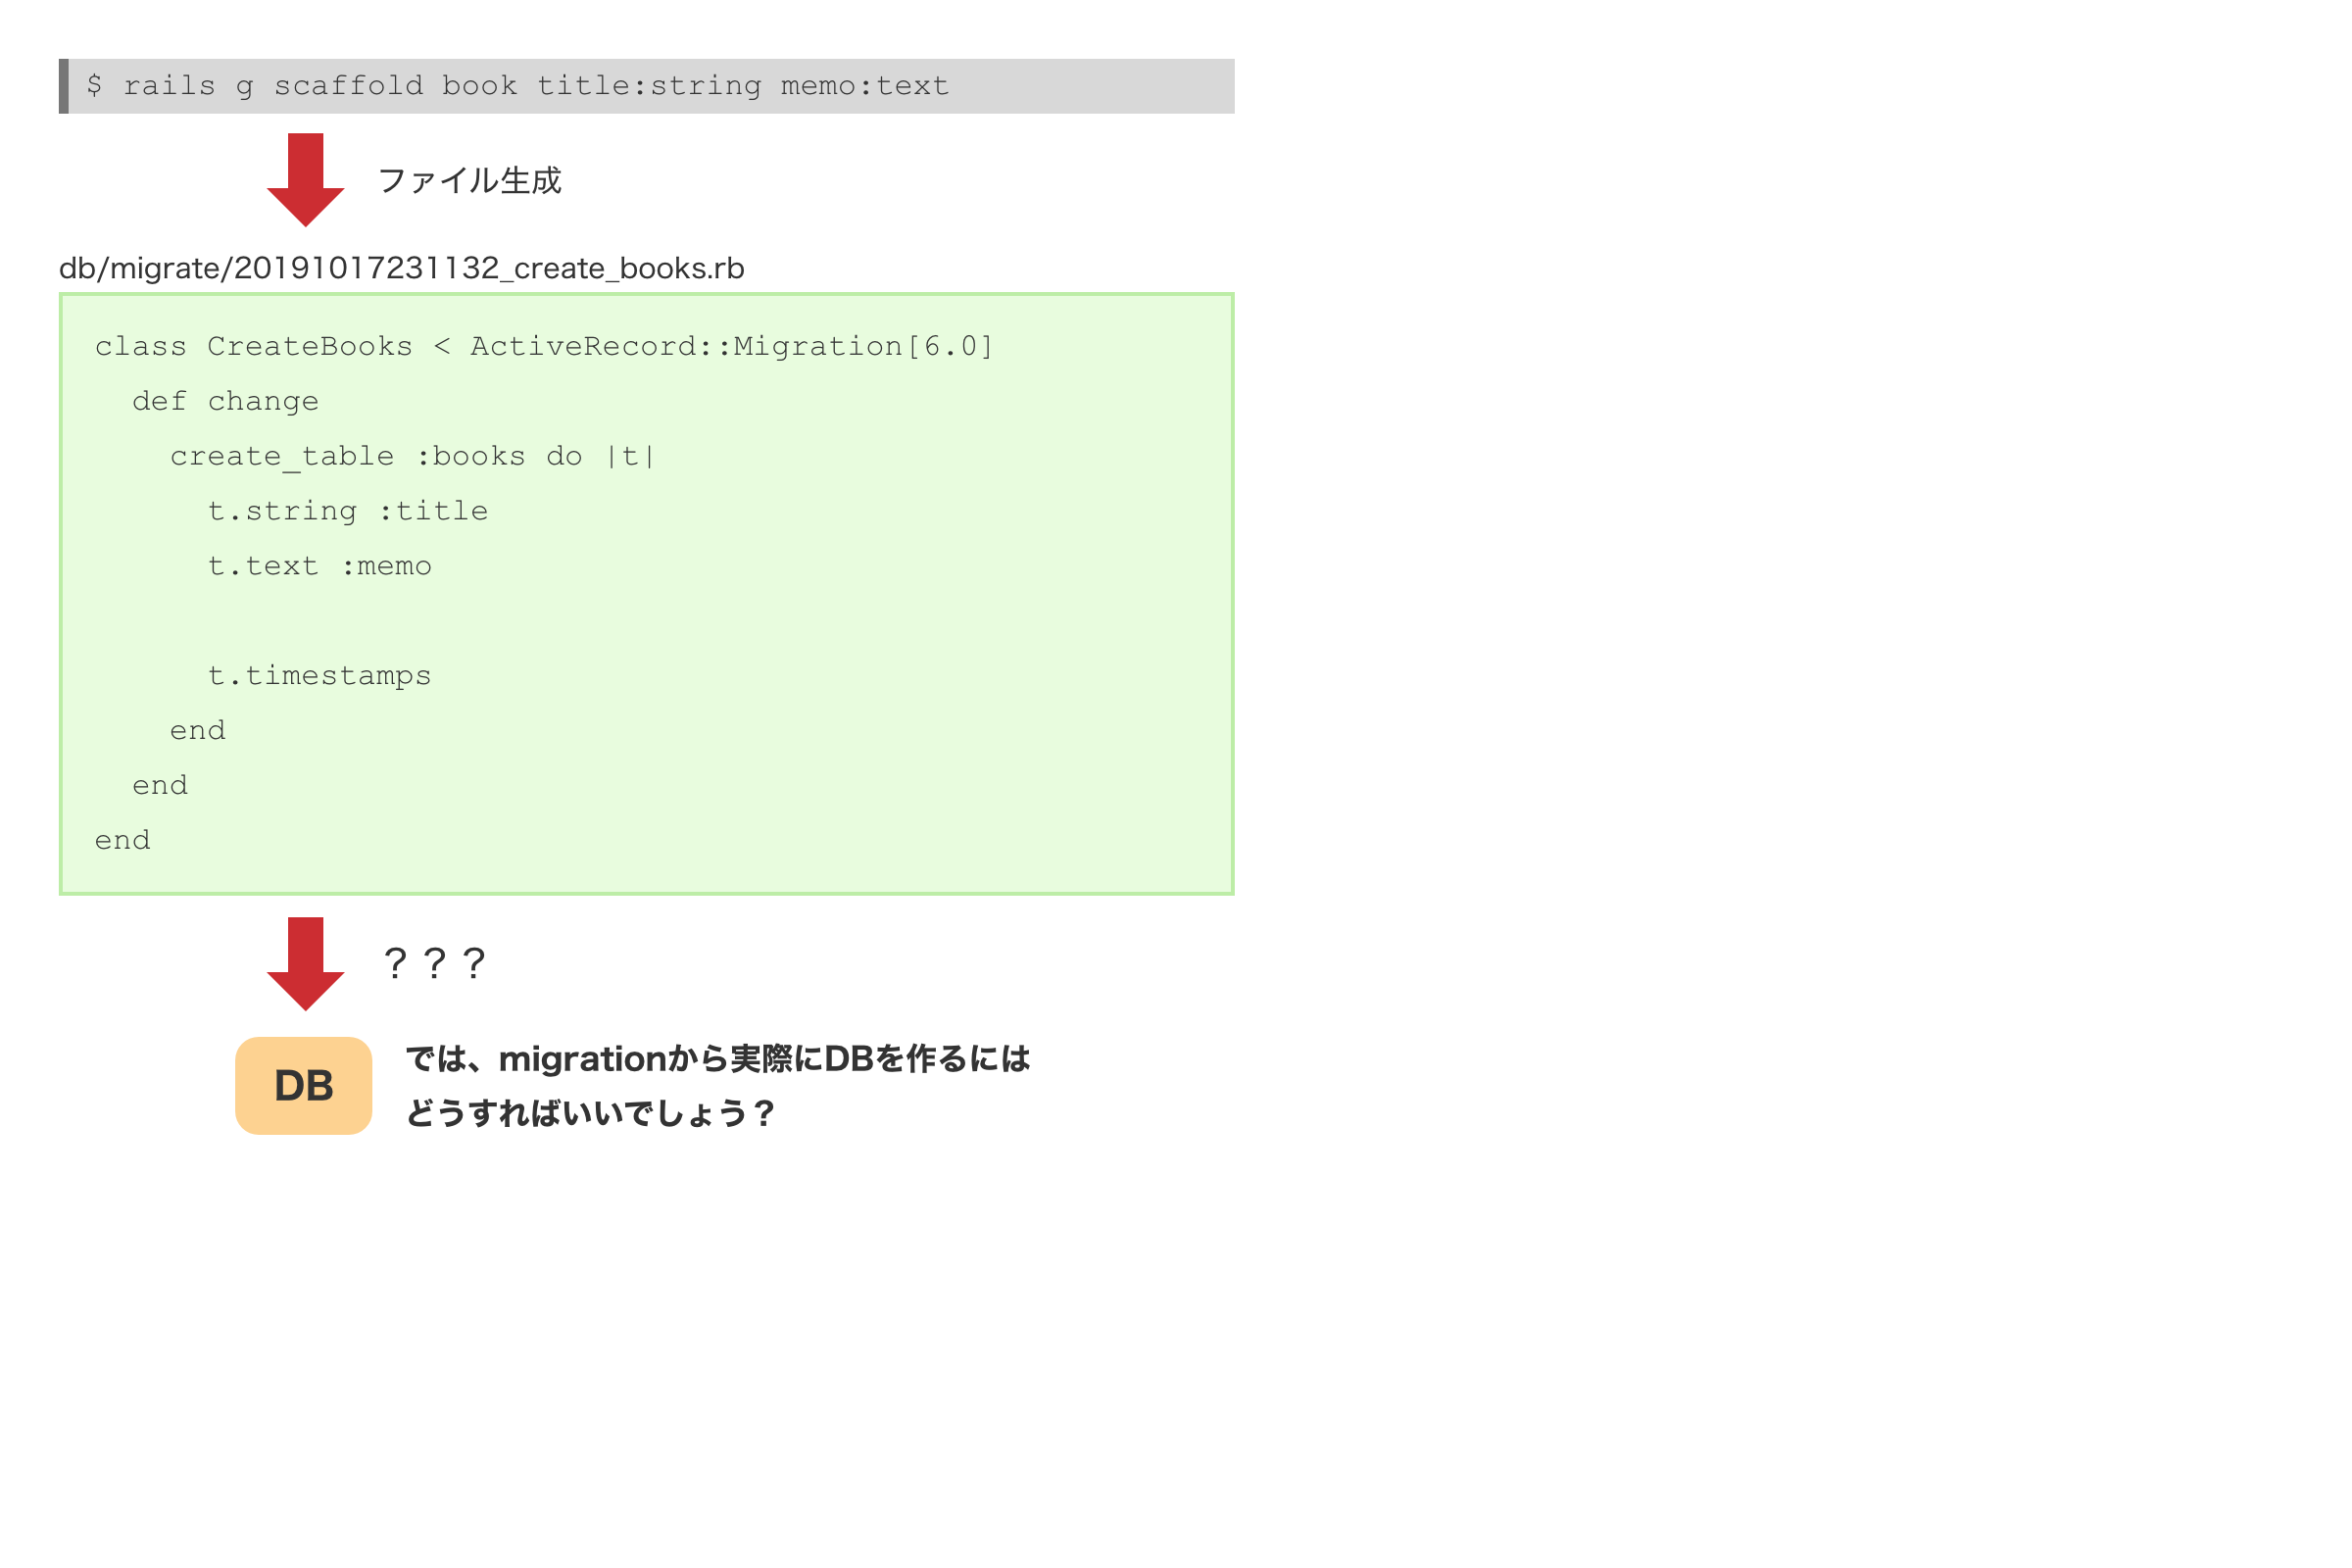 $ rails g scaffold book title:string memo:text
ファイル生成
db/migrate/20191017231132_create_books.rb
class CreateBooks < ActiveRecord::Migration[6.0]
  def change
    create_table :books do |t|
      t.string :title
      t.text :memo
      t.timestamps
    end
  end
end
？？？
DB
では、migrationから実際にDBを作るには
どうすればいいでしょう？